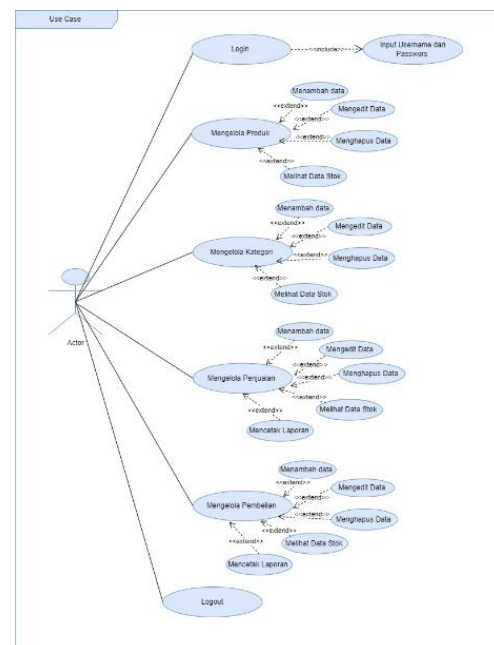 Use Case
Login
<<include>>
Input Username dan
Passwors
Menambah data
<<extend>>
Mengedit Data
<<extend>>
Mengelola Produk
<<extend>>
Menghapus Data
<<extend>>
Melihat Data Stok
Menambah data
<<extend>>
Mengedit Data
<<extend>>
Mengelola Kategori
<<extend>>
Menghapus Data
<<extend>>
Melihat Data Stok
Actor
Menambah data
<<extend>>
Mengedit Data
<<extend>>
Mengelola Penjualan
<<extend>>
Menghapus Data
<<extend>>
Melihat Data Stok
<<extend>>
Mencetak Laporan
Menambah data
<<extend>>
Mengedit Data
<<extend>>
Mengelola Pembelian
<<extend>>
Menghapus Data
<<extend>>
Melihat Data Stok
<<extend>>
Mencetak Laporan
Logout